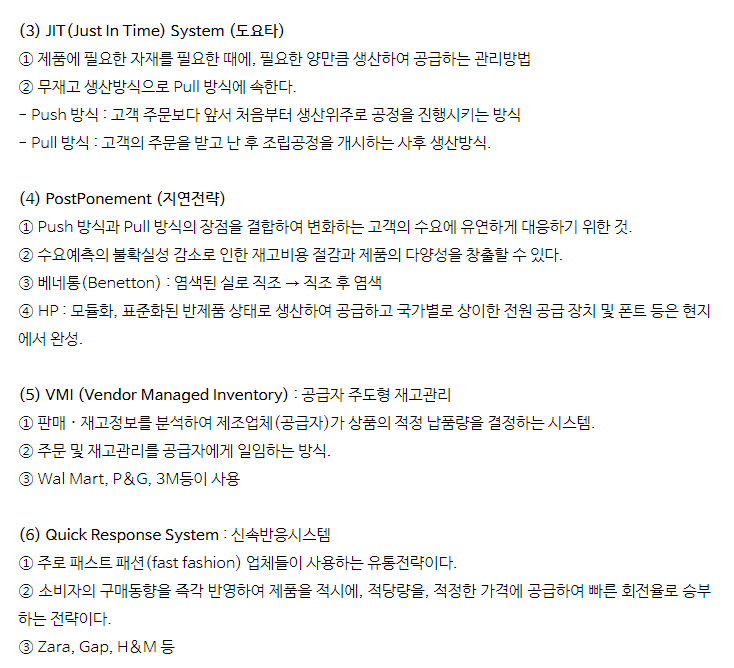 (3) JIT(Just In Time) System (도요타)
① 제품에 필요한 자재를 필요한 때에, 필요한 양만큼 생산하여 공급하는 관리방법
② 무재고 생산방식으로 Pull 방식에 속한다.
- Push 방식 : 고객 주문보다 앞서 처음부터 생산위주로 공정을 진행시키는 방식
- Pull 방식 : 고객의 주문을 받고 난 후 조립공정을 개시하는 사후 생산방식.
(4) PostPonement (지연전략)
① Push 방식과 Pull 방식의 장점을 결합하여 변화하는 고객의 수요에 유연하게 대응하기 위한 것.
② 수요예측의 불확실성 감소로 인한 재고비용 절감과 제품의 다양성을 창출할 수 있다.
③ 베네통(Benetton) : 염색된 실로 직조 → 직조 후 염색
④ HP : 모듈화, 표준화된 반제품 상태로 생산하여 공급하고 국가별로 상이한 전원 공급 장치 및 폰트 등은 현지
에서 완성.
(5) VMI (Vendor Managed Inventory) : 공급자 주도형 재고관리
① 판매 · 재고정보를 분석하여 제조업체(공급자)가 상품의 적정 납품량을 결정하는 시스템.
② 주문 및 재고관리를 공급자에게 일임하는 방식.
③ Wal Mart, P&G, 3M등이 사용
(6) Quick Response System : 신속반응시스템
① 주로 패스트 패션(fast fashion) 업체들이 사용하는 유통전략이다.
② 소비자의 구매동향을 즉각 반영하여 제품을 적시에, 적당량을, 적정한 가격에 공급하여 빠른 회전율로 승부
하는 전략이다.
③ Zara, Gap, H&M 등